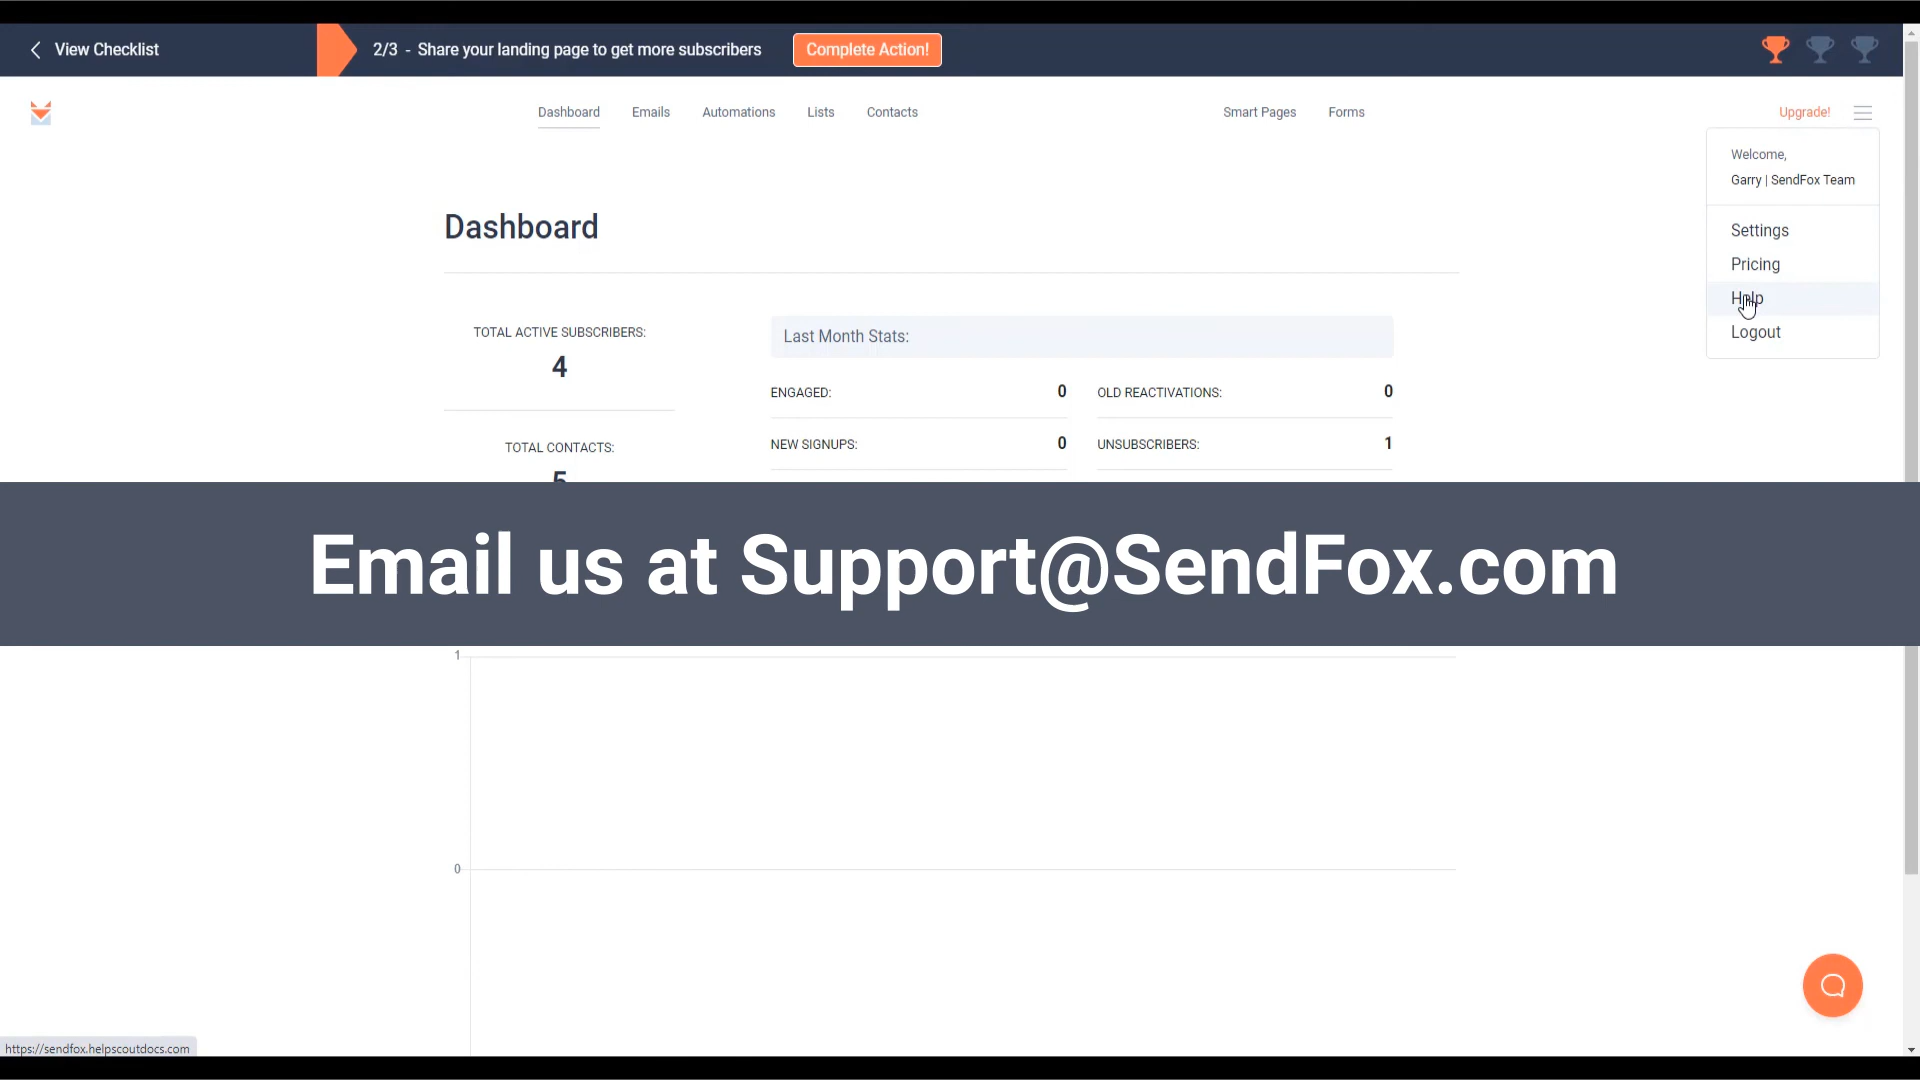 View Checklist
2/3 - Share your landing page to get more subscribers
Complete Action!
Dashboard
Emails
Automations
Lists
Contacts
Smart Pages
Forms
Upgrade!
Welcome,
Garry | SendFox Team
Settings
Pricing
Help
Logout
Dashboard
TOTAL ACTIVE SUBSCRIBERS:
4
TOTAL CONTACTS:
5
Last Month Stats:
ENGAGED: 0
OLD REACTIVATIONS: 0
NEW SIGNUPS: 0
UNSUBSCRIBERS: 1
Email us at Support@SendFox.com
1
0
https://sendfox.helpscoutdocs.com